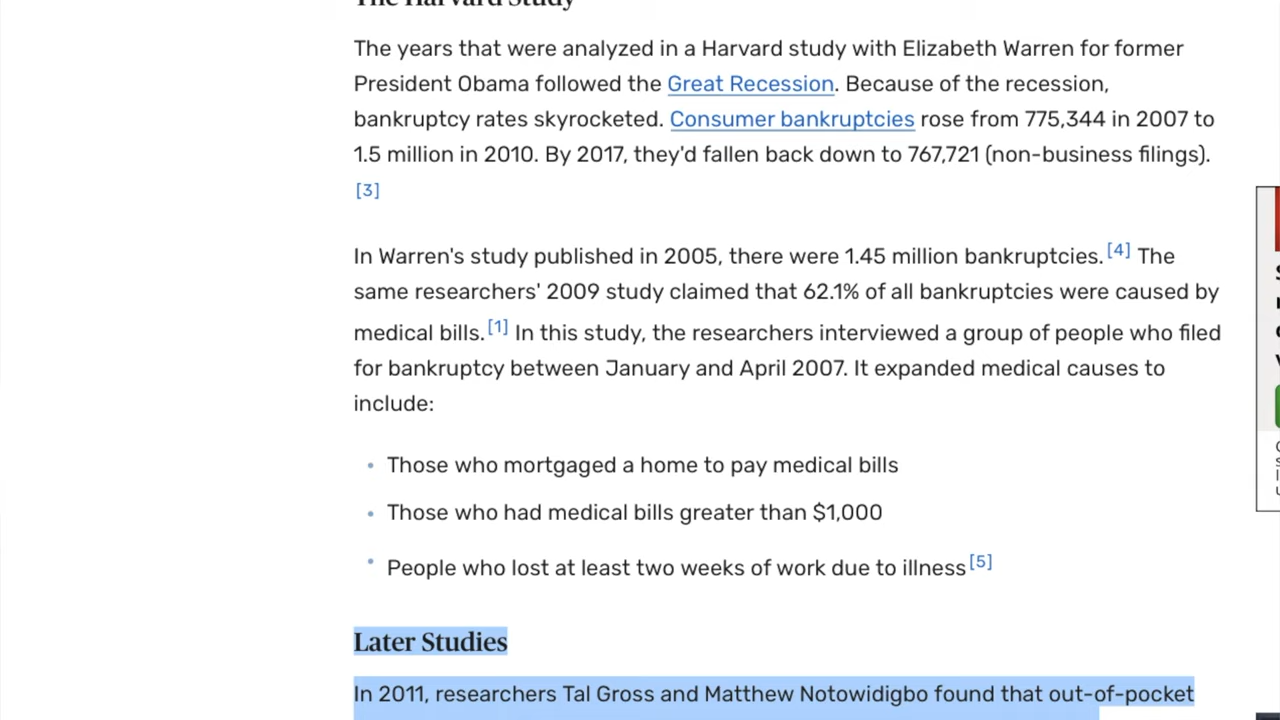 The Harvard Study
The years that were analyzed in a Harvard study with Elizabeth Warren for former
President Obama followed the Great Recession. Because of the recession,
bankruptcy rates skyrocketed. Consumer bankruptcies rose from 775,344 in 2007 to
1.5 million in 2010. By 2017, they'd fallen back down to 767,721 (non-business filings).
[3]
In Warren's study published in 2005, there were 1.45 million bankruptcies.[4] The
same researchers' 2009 study claimed that 62.1% of all bankruptcies were caused by
medical bills.[1] In this study, the researchers interviewed a group of people who filed
for bankruptcy between January and April 2007. It expanded medical causes to
include:
• Those who mortgaged a home to pay medical bills
• Those who had medical bills greater than $1,000
• People who lost at least two weeks of work due to illness[5]
Later Studies
In 2011, researchers Tal Gross and Matthew Notowidigbo found that out-of-pocket